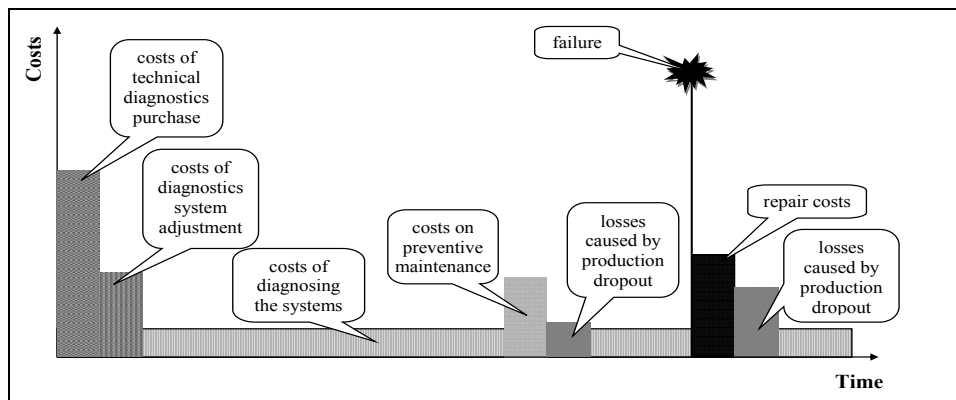 Costs
costs of
technical
diagnostics
purchase
costs of
diagnostics
system
adjustment
costs of
diagnosing
the systems
costs on
preventive
maintenance
losses
caused by
production
dropout
failure
repair costs
losses
caused by
production
dropout
Time